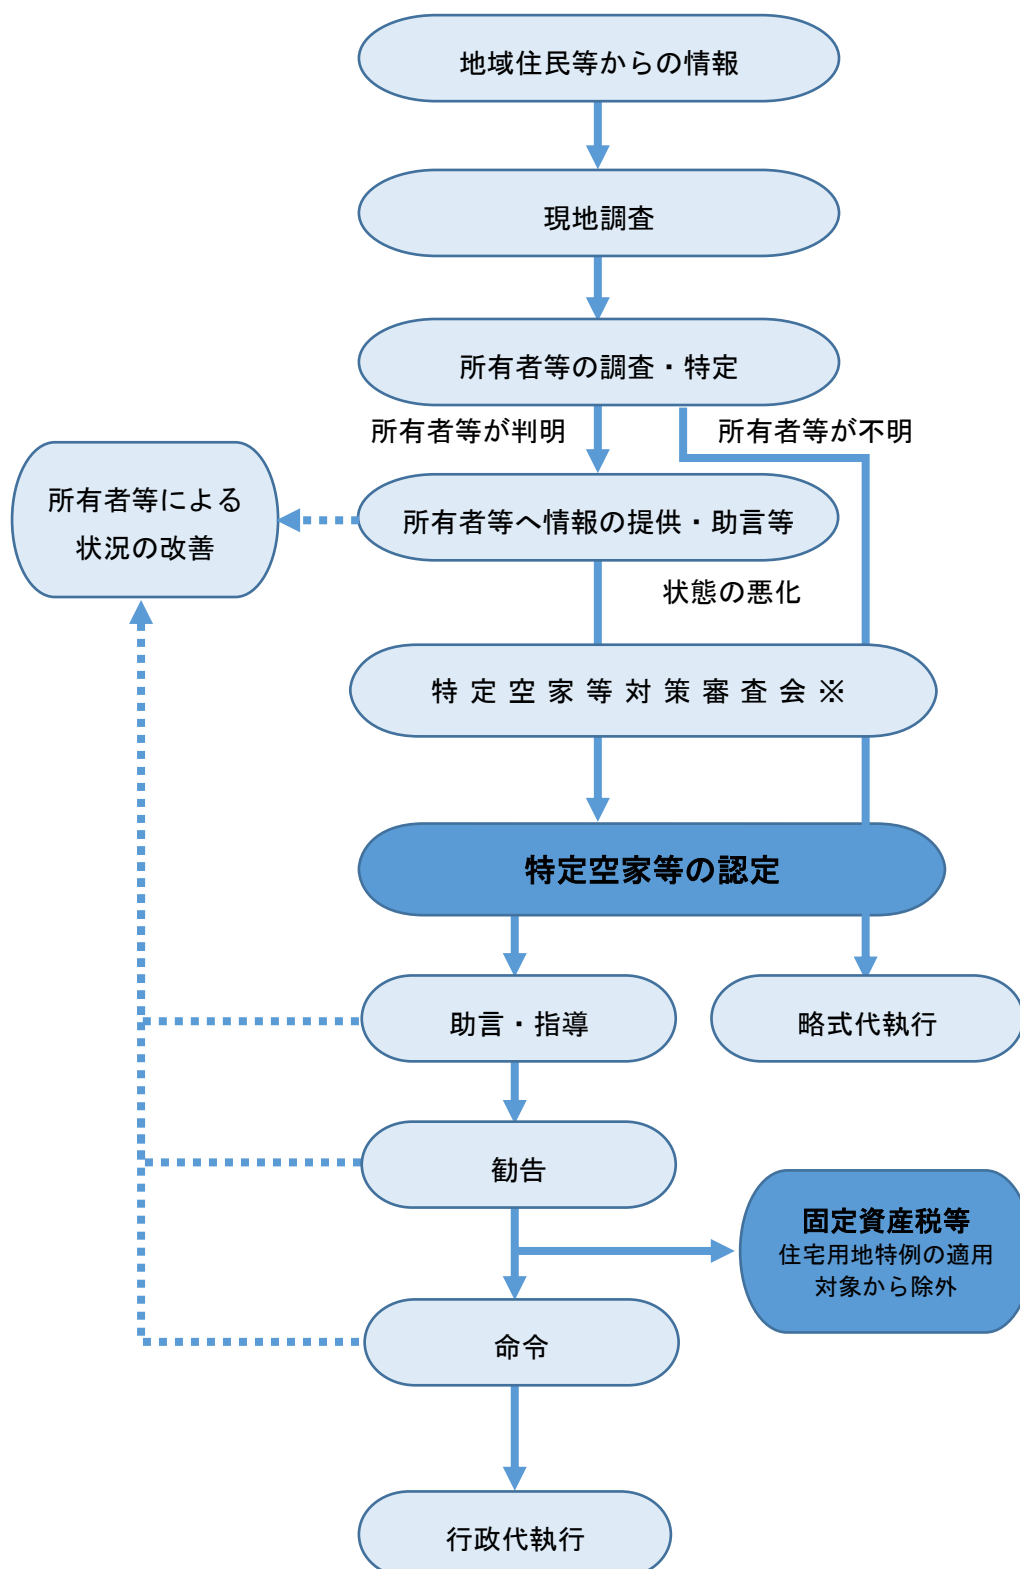 地域住民等からの情報
現地調査
所有者等の調査・特定
所有者等が判明
所有者等が不明
所有者等による
状況の改善
所有者等へ情報の提供・助言等
状態の悪化
特定空家等対策審査会※
特定空家等の認定
助言・指導
略式代執行
勧告
固定資産税等
住宅用地特例の適用
対象から除外
命令
行政代執行